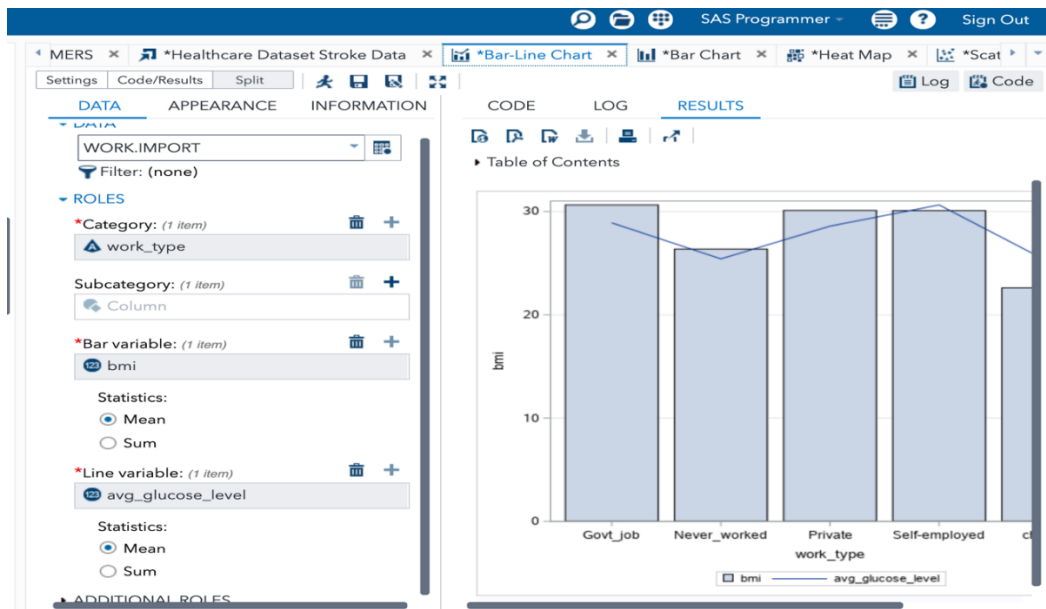 SAS Programmer
Sign Out
MERS × *Healthcare Dataset Stroke Data × *Bar-Line Chart × *Bar Chart × *Heat Map × *Scat
Settings Code/Results Split
Log Code
DATA APPEARANCE INFORMATION
CODE LOG RESULTS
DATA
WORK.IMPORT
Filter: (none)
Table of Contents
ROLES
*Category: (1 item)
work_type
Subcategory: (1 item)
Column
*Bar variable: (1 item)
123 bmi
Statistics:
Mean
Sum
*Line variable: (1 item)
123 avg_glucose_level
Statistics:
Mean
Sum
ADDITIONAL ROLES
30
20
10
0
bmi
Govt_job Never_worked Private Self-employed
work_type
bmi avg_glucose_level